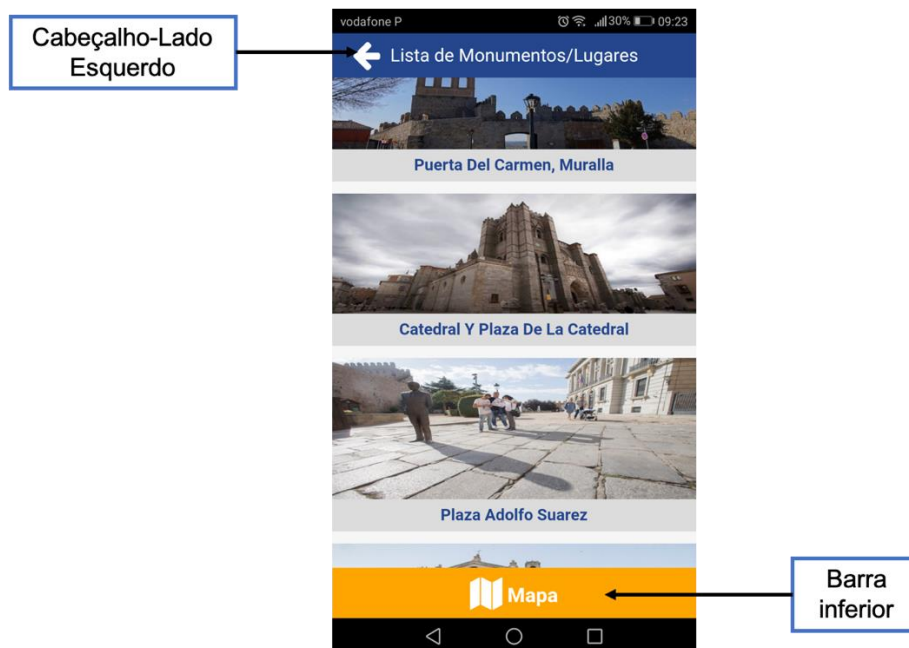 vodafone P 30% 09:23
Cabeçalho-Lado
Esquerdo
Lista de Monumentos/Lugares
Puerta Del Carmen, Muralla
Catedral Y Plaza De La Catedral
Plaza Adolfo Suarez
Mapa
Barra
inferior